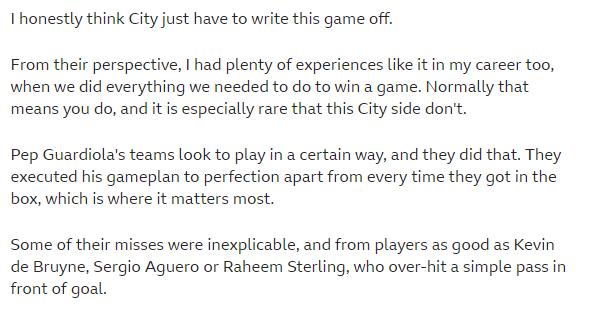 I honestly think City just have to write this game off.
From their perspective, I had plenty of experiences like it in my career too,
when we did everything we needed to do to win a game. Normally that
means you do, and it is especially rare that this City side don't.
Pep Guardiola's teams look to play in a certain way, and they did that. They
executed his gameplan to perfection apart from every time they got in the
box, which is where it matters most.
Some of their misses were inexplicable, and from players as good as Kevin
de Bruyne, Sergio Aguero or Raheem Sterling, who over-hit a simple pass in
front of goal.